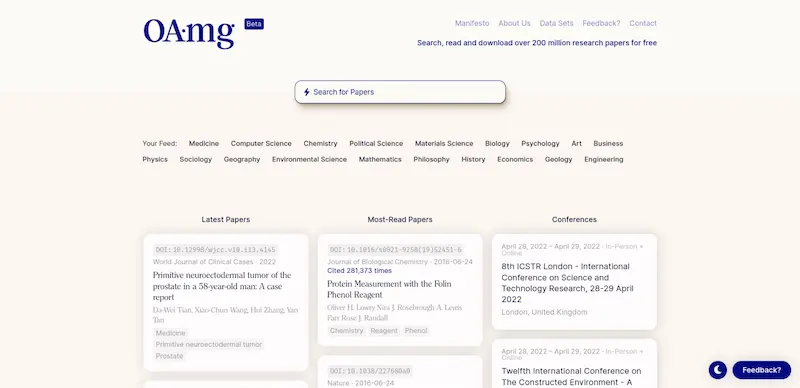 OA.mg Beta
Manifesto About Us Data Sets Feedback? Contact
Search, read and download over 200 million research papers for free
Search for Papers
Your Feed: Medicine Computer Science Chemistry Political Science Materials Science Biology Psychology Art Business
Physics Sociology Geography Environmental Science Mathematics Philosophy History Economics Geology Engineering
Latest Papers
DOI:10.12998/wjcc.v10.i13.4145
World Journal of Clinical Cases · 2022
Primitive neuroectodermal tumor of the
prostate in a 58-year-old man: A case
report
Da-Wei Tian, Xiao-Chun Wang, Hui Zhang, Yan
Tan
Medicine
Primitive neuroectodermal tumor
Prostate
Most-Read Papers
DOI:10.1016/s0021-9258(19)52451-6
Journal of Biological Chemistry · 2016-06-24
Cited 281,373 times
Protein Measurement with the Folin
Phenol Reagent
Oliver H. Lowry Nira J. Rosebrough A. Lewis
Farr Rose J. Randall
Chemistry Reagent Phenol
DOI:10.1038/227680a0
Nature · 2016-06-24
Conferences
April 28, 2022 – April 29, 2022 · In-Person +
Online
8th ICSTR London - International
Conference on Science and
Technology Research, 28-29 April
2022
London, United Kingdom
April 28, 2022 – April 29, 2022 · In-Person +
Online
Twelfth International Conference on
The Constructed Environment - A
Feedback?